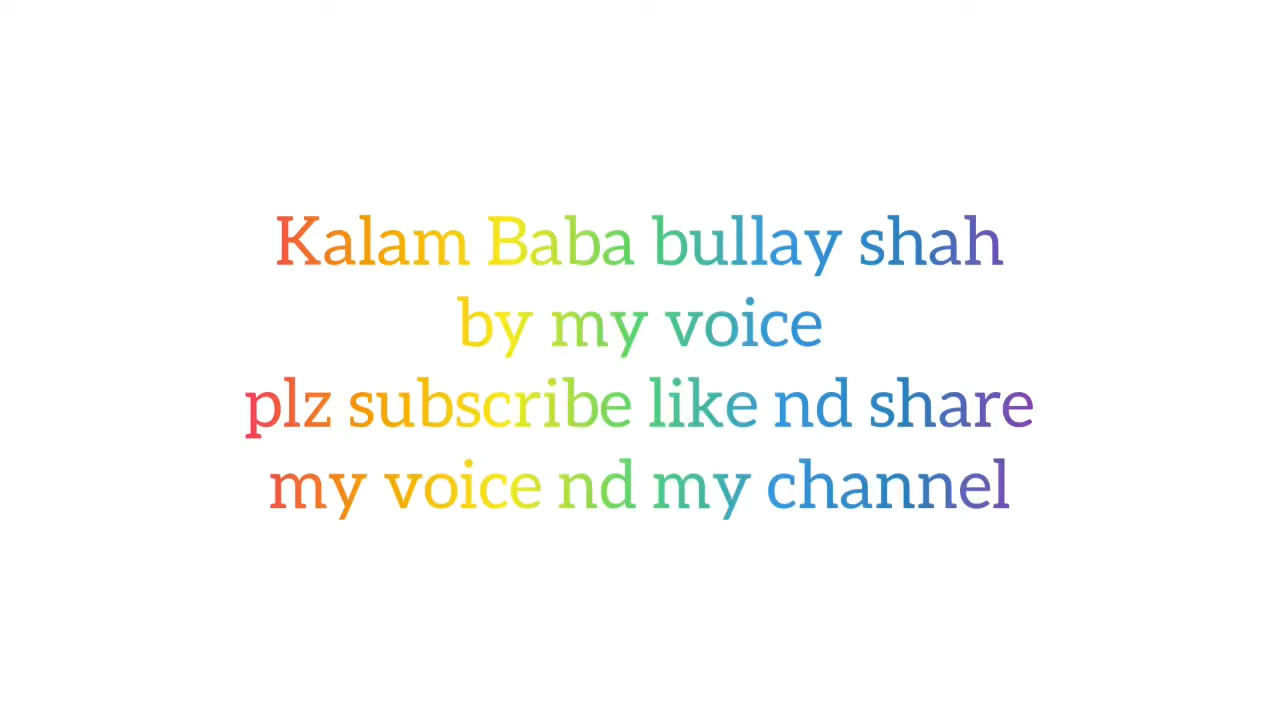 Kalam Baba bullay shah
by my voice
plz subscribe like nd share
my voice nd my channel